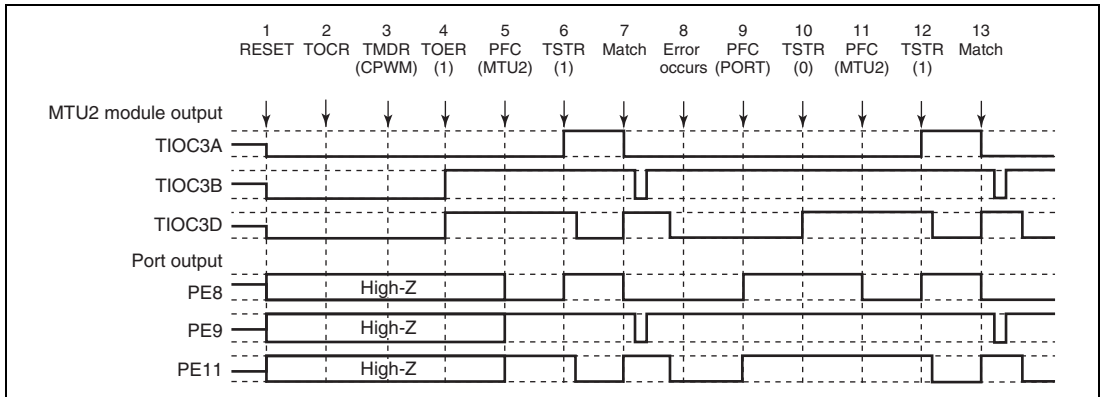 1 2 3 4 5 6 7 8 9 10 11 12 13
RESET TOCR TMDR TOER PFC TSTR Match Error PFC TSTR PFC TSTR Match
(CPWM) (1) (MTU2) (1) occurs (PORT) (0) (MTU2) (1)
MTU2 module output
TIOC3A
TIOC3B
TIOC3D
Port output
PE8 High-Z
PE9 High-Z
PE11 High-Z